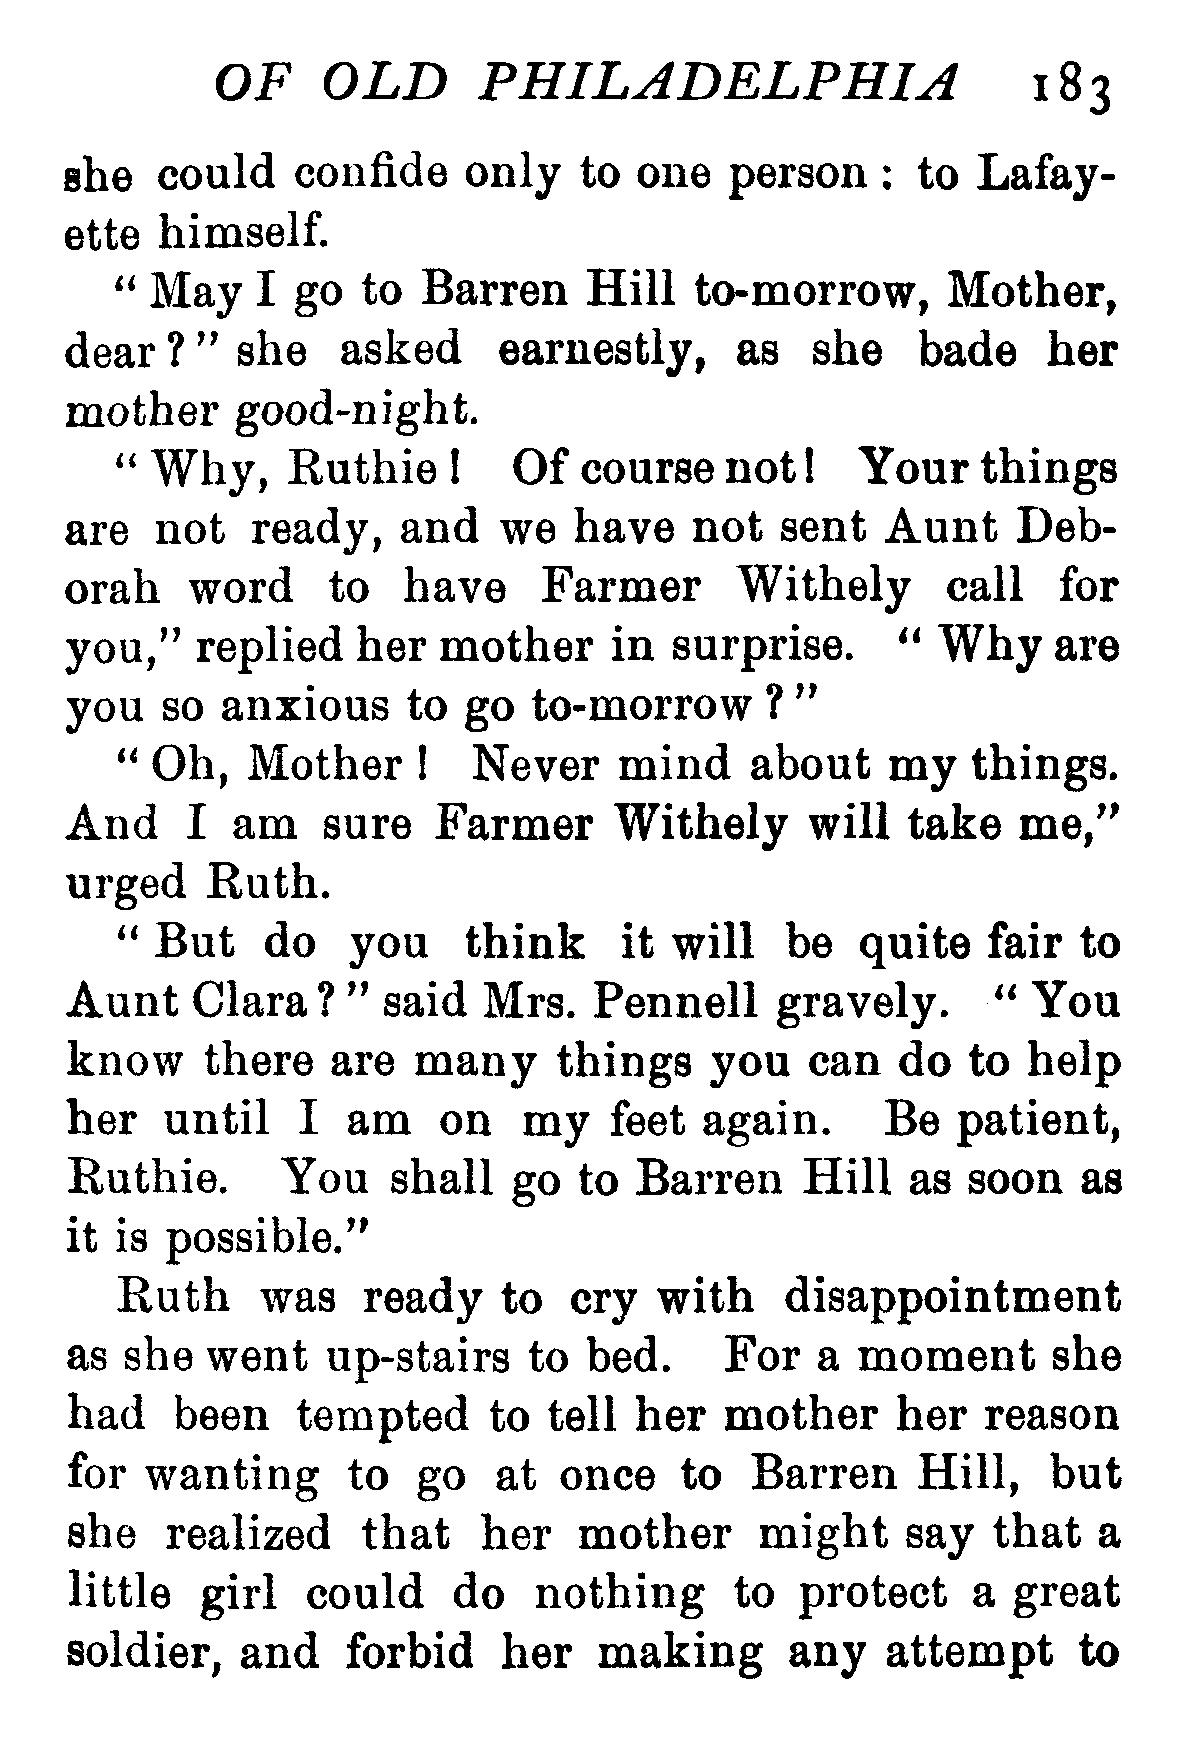 OF OLD PHILADELPHIA 183
she could confide only to one person : to Lafay-
ette himself.
“ May I go to Barren Hill to-morrow, Mother,
dear ? ” she asked earnestly, as she bade her
mother good-night.
“ Why, Ruthie ! Of course not ! Your things
are not ready, and we have not sent Aunt Deb-
orah word to have Farmer Withely call for
you,” replied her mother in surprise. “ Why are
you so anxious to go to-morrow ? ”
“ Oh, Mother ! Never mind about my things.
And I am sure Farmer Withely will take me,”
urged Ruth.
“ But do you think it will be quite fair to
Aunt Clara ? ” said Mrs. Pennell gravely. “ You
know there are many things you can do to help
her until I am on my feet again. Be patient,
Ruthie. You shall go to Barren Hill as soon as
it is possible.”
Ruth was ready to cry with disappointment
as she went up-stairs to bed. For a moment she
had been tempted to tell her mother her reason
for wanting to go at once to Barren Hill, but
she realized that her mother might say that a
little girl could do nothing to protect a great
soldier, and forbid her making any attempt to